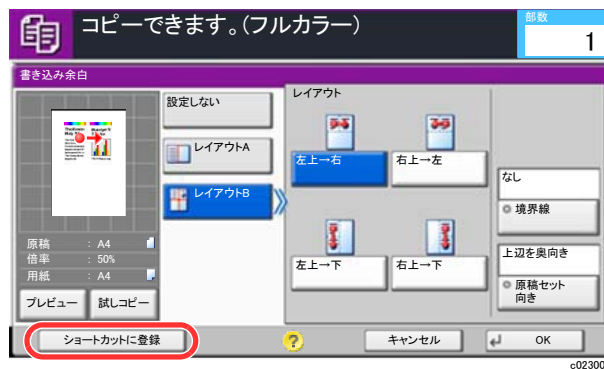 コピーできます。(フルカラー)
部数
1
書き込み余白
設定しない
レイアウトA
レイアウトB
レイアウト
左上→右
右上→左
左上→下
右上→下
なし
境界線
上辺を奥向き
原稿セット
向き
原稿 : A4
倍率 : 50%
用紙 : A4
プレビュー
試しコピー
ショートカットに登録
?
キャンセル
OK
c02300